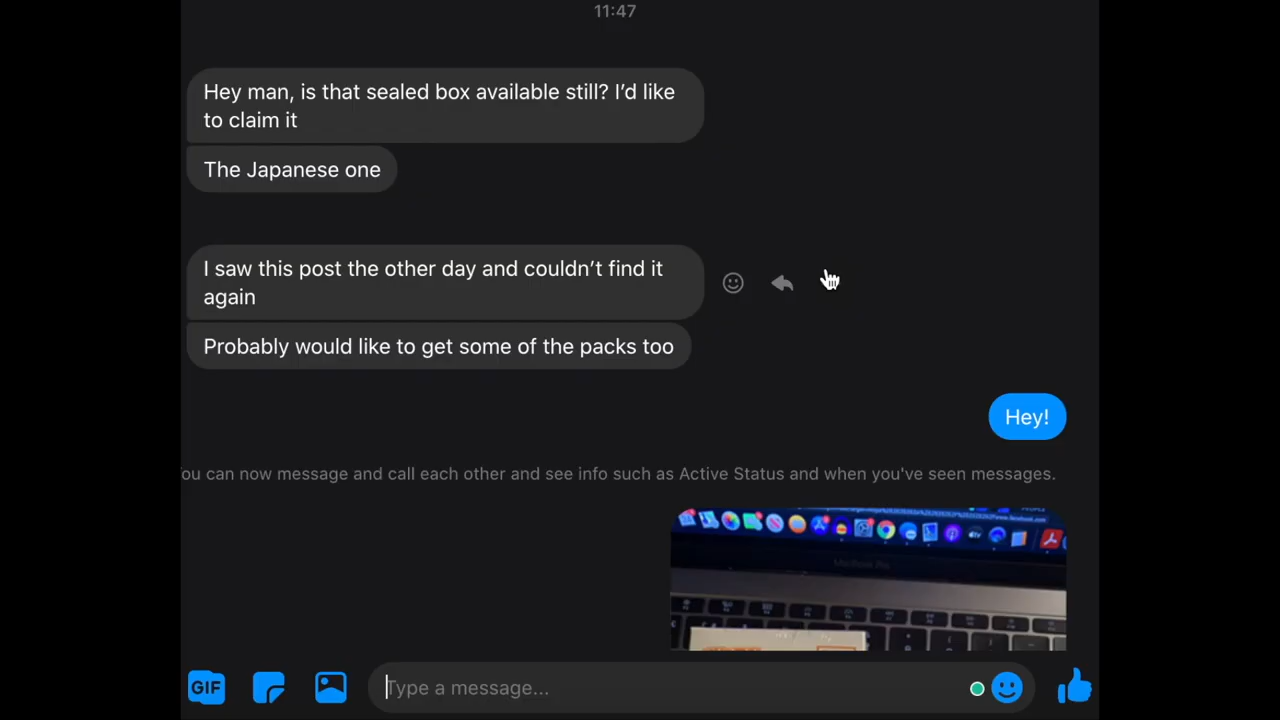 11:47
Hey man, is that sealed box available still? I’d like
to claim it
The Japanese one
I saw this post the other day and couldn’t find it
again
Probably would like to get some of the packs too
Hey!
ou can now message and call each other and see info such as Active Status and when you've seen messages.
MacBook Pro
GIF
Type a message...